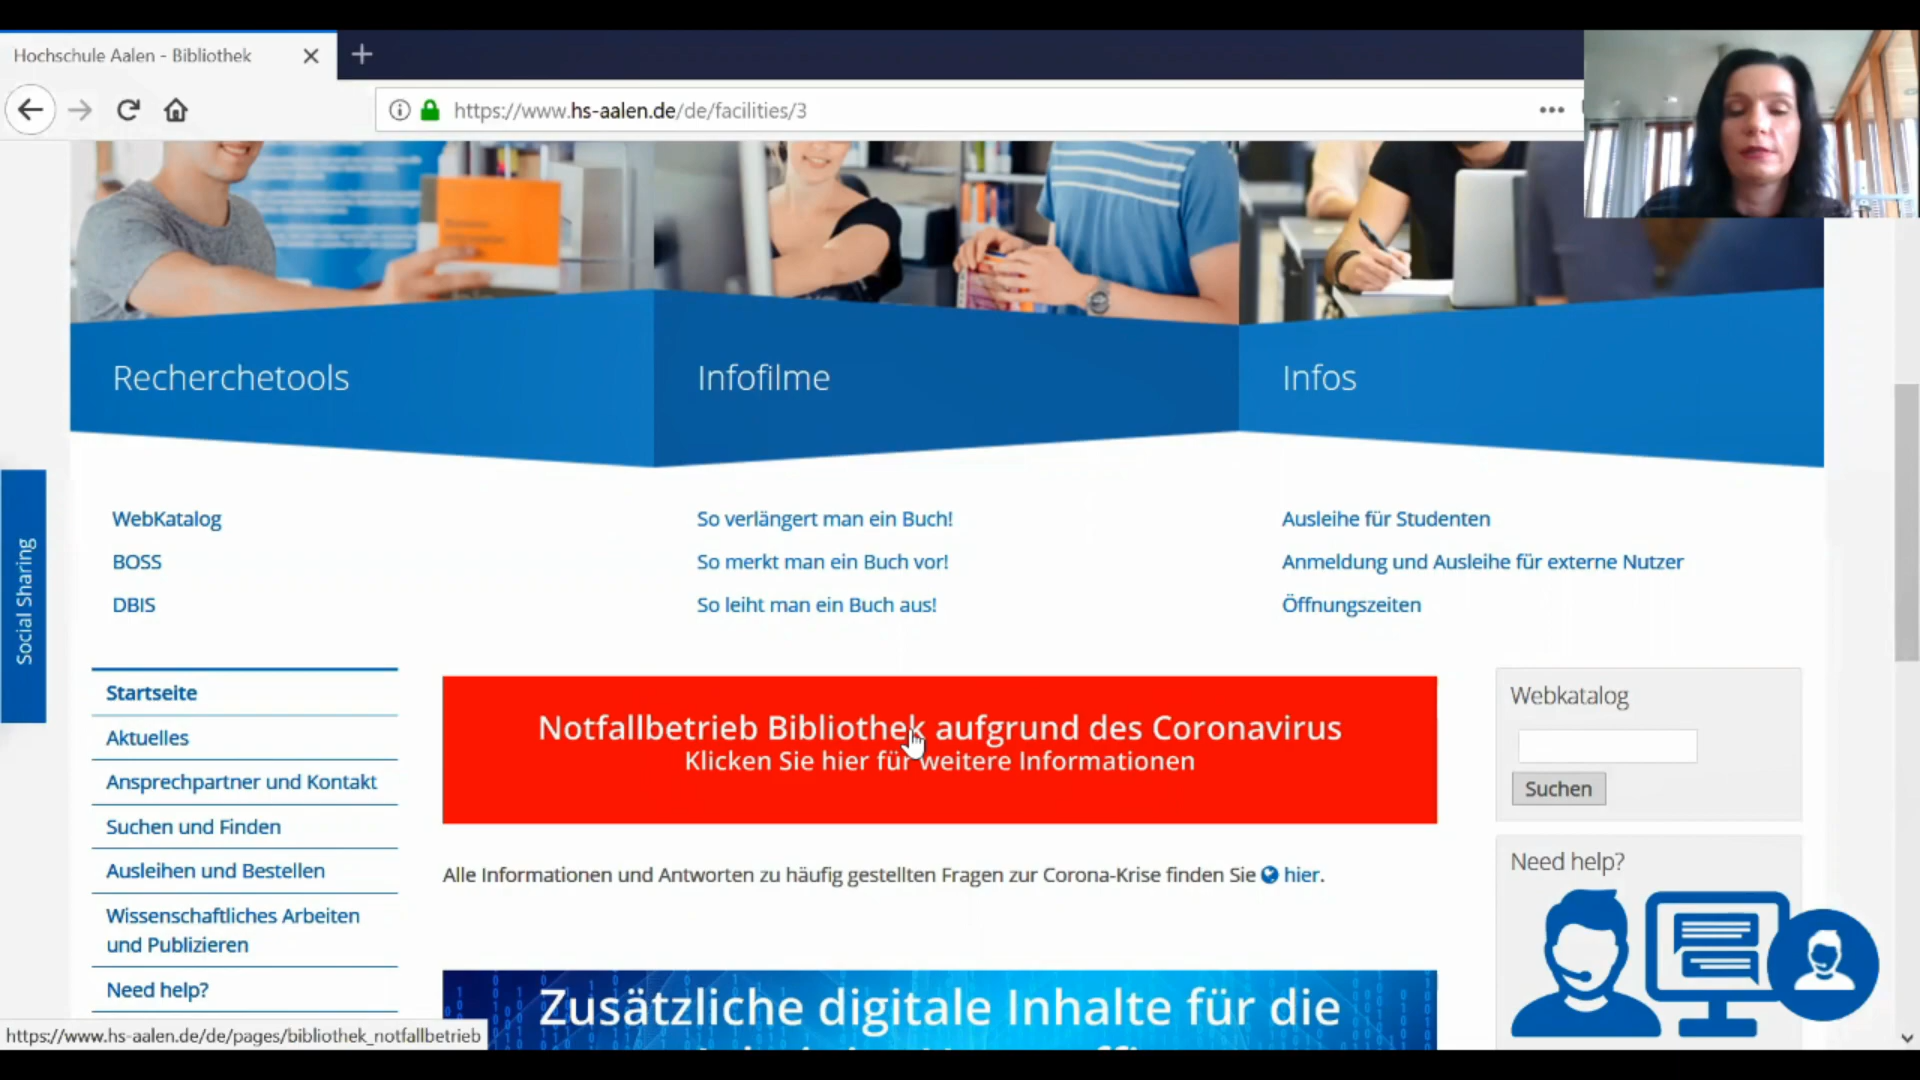 Hochschule Aalen - Bibliothek
https://www.hs-aalen.de/de/facilities/3
Recherchetools
Infofilme
Infos
WebKatalog
So verlängert man ein Buch!
Ausleihe für Studenten
BOSS
So merkt man ein Buch vor!
Anmeldung und Ausleihe für externe Nutzer
DBIS
So leiht man ein Buch aus!
Öffnungszeiten
Social Sharing
Startseite
Aktuelles
Ansprechpartner und Kontakt
Suchen und Finden
Ausleihen und Bestellen
Wissenschaftliches Arbeiten
und Publizieren
Need help?
Notfallbetrieb Bibliothek aufgrund des Coronavirus
Klicken Sie hier für weitere Informationen
Alle Informationen und Antworten zu häufig gestellten Fragen zur Corona-Krise finden Sie hier.
Zusätzliche digitale Inhalte für die
Webkatalog
Suchen
Need help?
https://www.hs-aalen.de/de/pages/bibliothek_notfallbetrieb